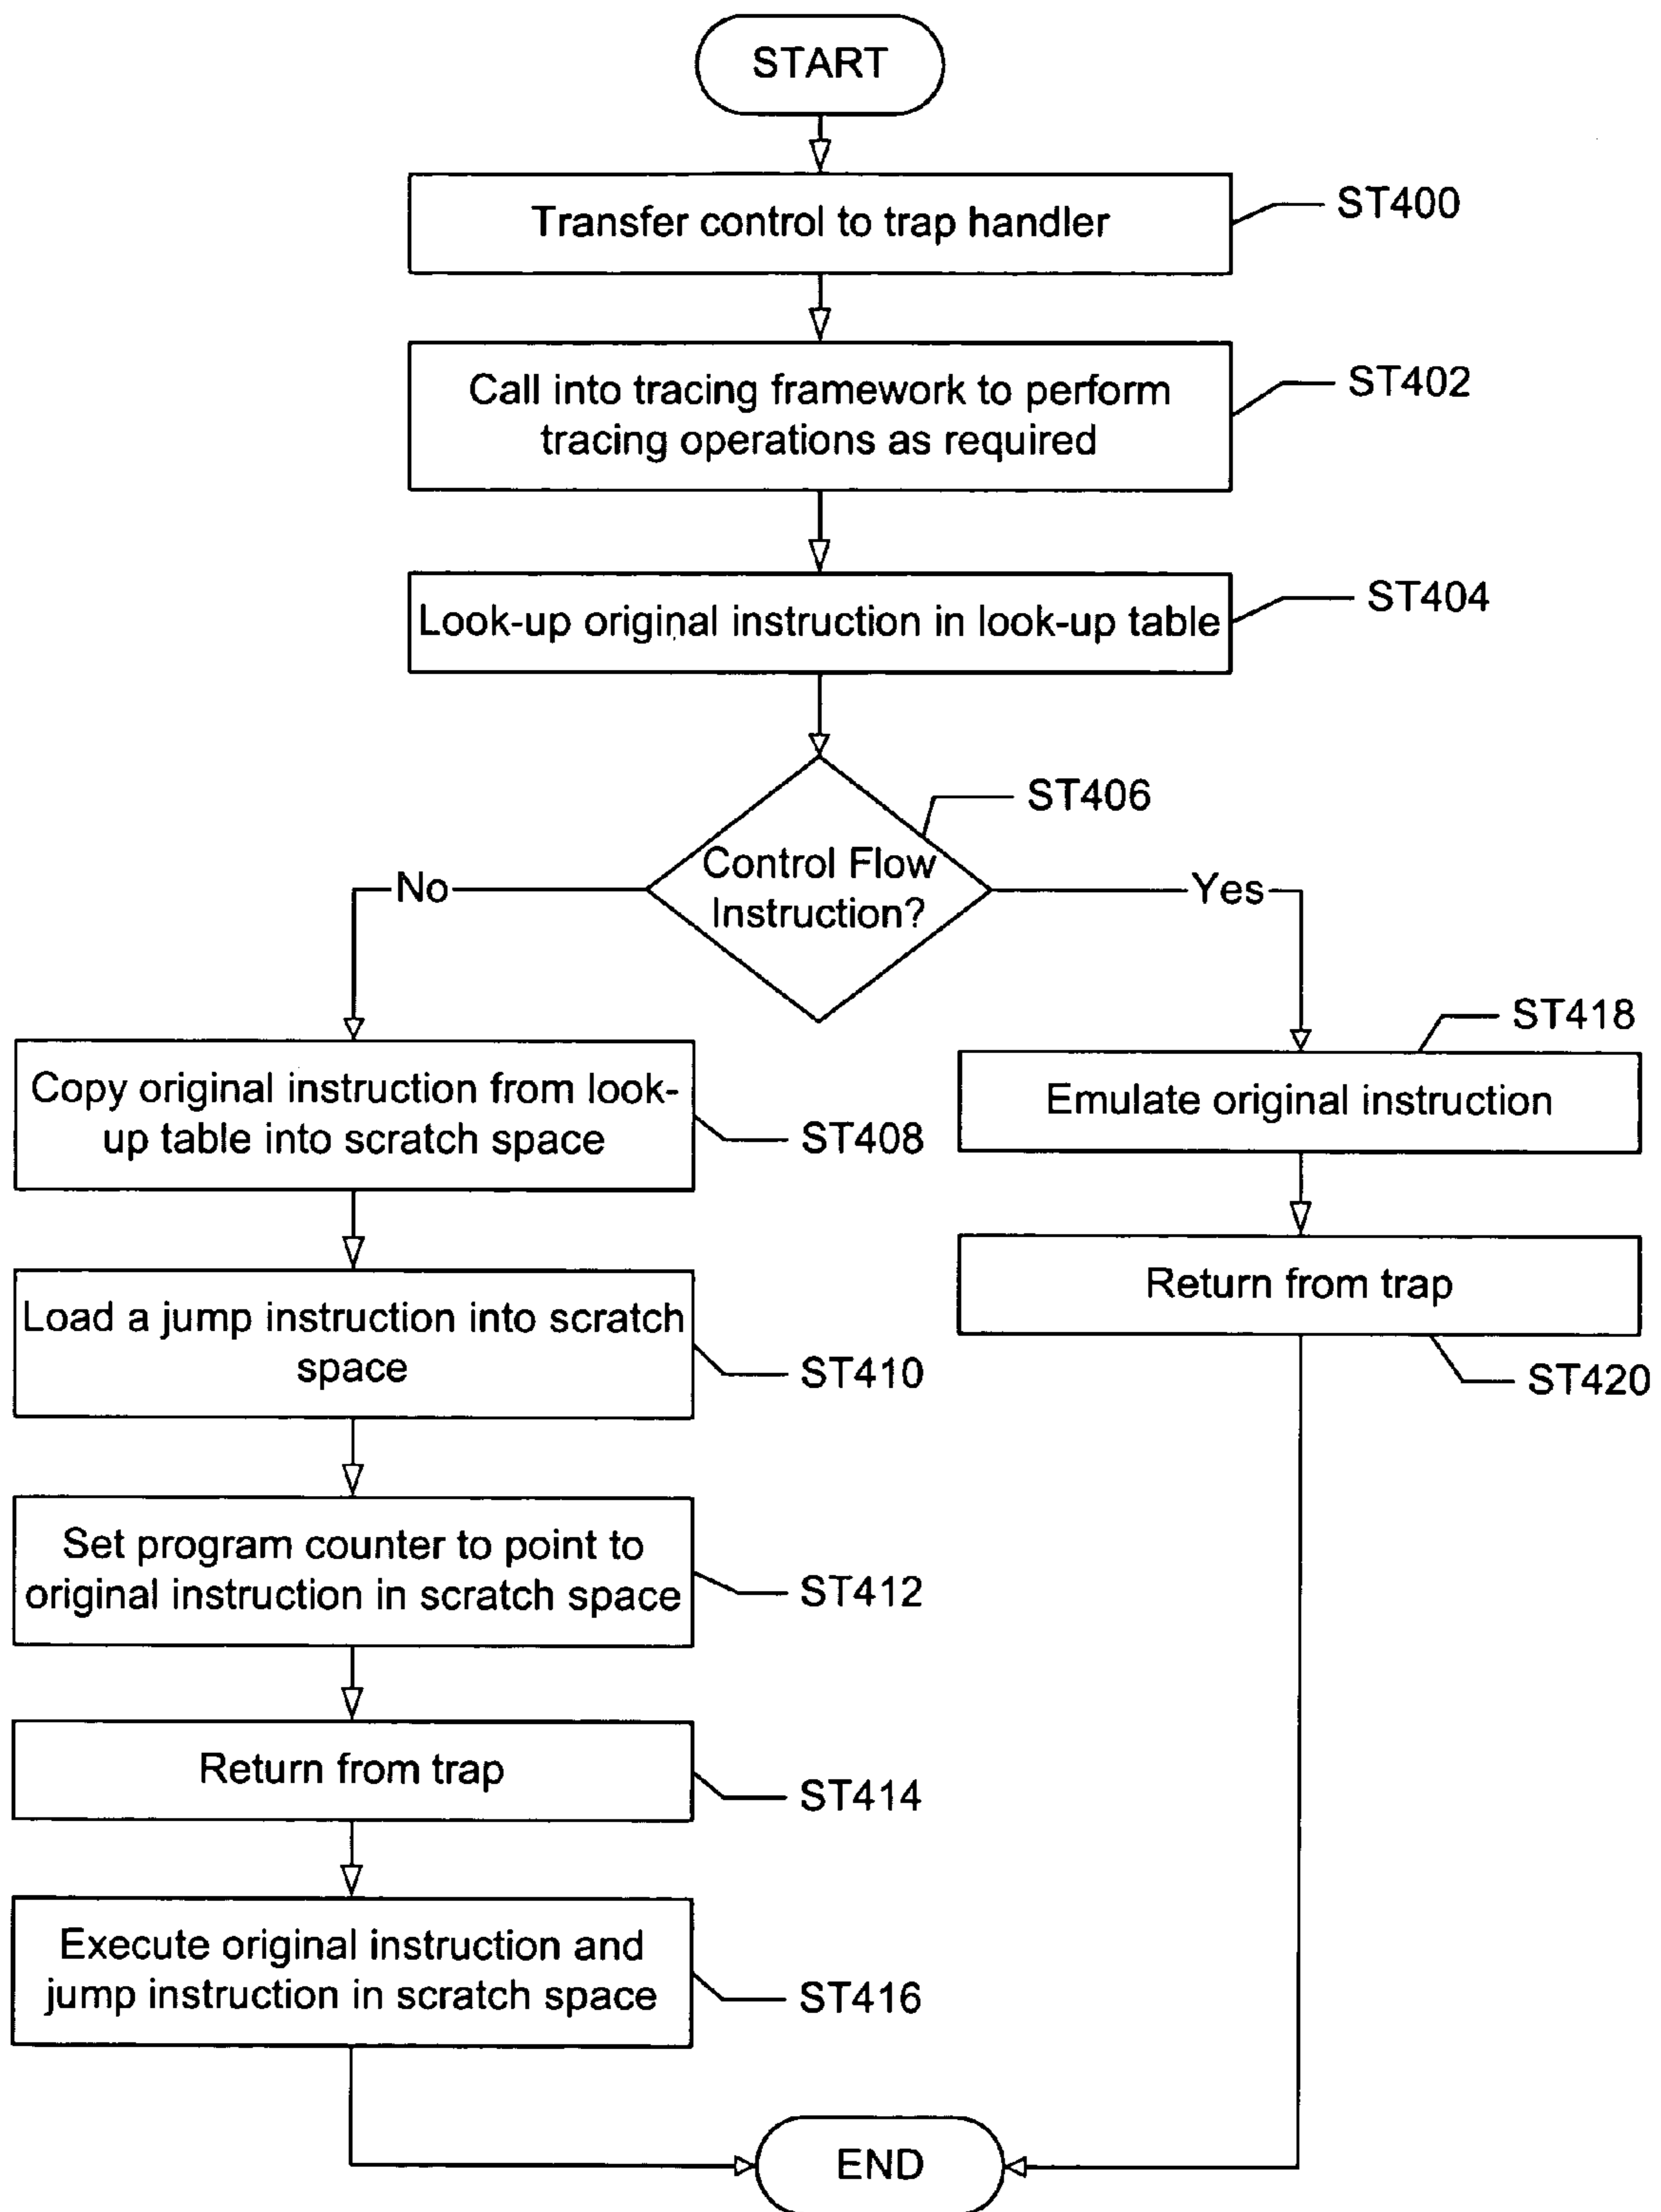 START
Transfer control to trap handler
ST400
Call into tracing framework to perform
tracing operations as required
ST402
Look-up original instruction in look-up table
ST404
Control Flow
Instruction?
ST406
No
Yes
Copy original instruction from look-
up table into scratch space
ST408
Emulate original instruction
ST418
Load a jump instruction into scratch
space
ST410
Return from trap
ST420
Set program counter to point to
original instruction in scratch space
ST412
Return from trap
ST414
Execute original instruction and
jump instruction in scratch space
ST416
END